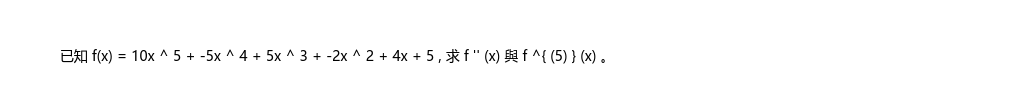 已知 f(x) = 10x ^ 5 + -5x ^ 4 + 5x ^ 3 + -2x ^ 2 + 4x + 5 , 求 f '' (x) 與 f ^{ (5) } (x) 。